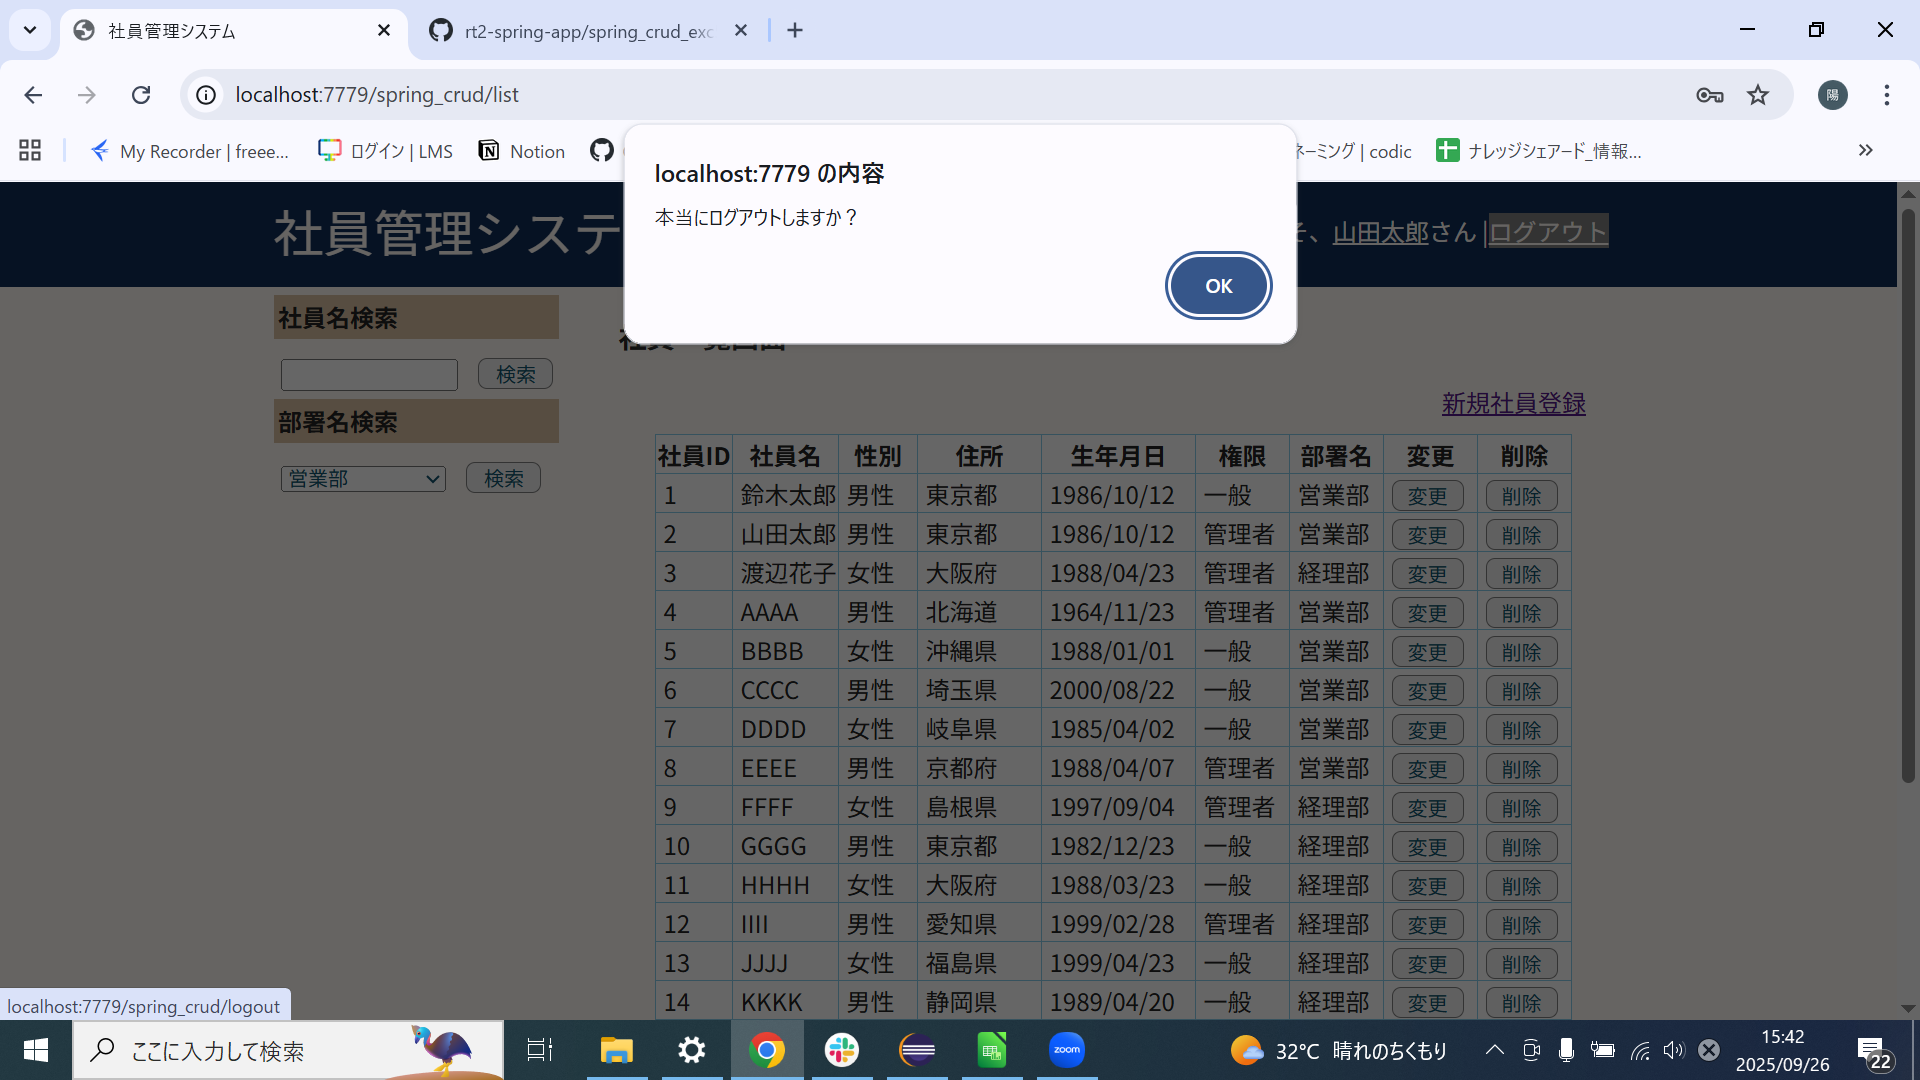 社員管理システム
rt2-spring-app/spring_crud_exc
localhost:7779/spring_crud/list
陽
My Recorder | freee...
ログイン | LMS
Notion
ネーミング | codic
ナレッジシェアード_情報...
localhost:7779 の内容
本当にログアウトしますか？
OK
社員管理システ
そ、山田太郎さん |ログアウト
社員名検索
検索
部署名検索
営業部 検索
新規社員登録
社員ID 社員名 性別 住所 生年月日 権限 部署名 変更 削除
1 鈴木太郎 男性 東京都 1986/10/12 一般 営業部 変更 削除
2 山田太郎 男性 東京都 1986/10/12 管理者 営業部 変更 削除
3 渡辺花子 女性 大阪府 1988/04/23 管理者 経理部 変更 削除
4 AAAA 男性 北海道 1964/11/23 管理者 営業部 変更 削除
5 BBBB 女性 沖縄県 1988/01/01 一般 営業部 変更 削除
6 CCCC 男性 埼玉県 2000/08/22 一般 営業部 変更 削除
7 DDDD 女性 岐阜県 1985/04/02 一般 営業部 変更 削除
8 EEEE 男性 京都府 1988/04/07 管理者 営業部 変更 削除
9 FFFF 女性 島根県 1997/09/04 管理者 経理部 変更 削除
10 GGGG 男性 東京都 1982/12/23 一般 経理部 変更 削除
11 HHHH 女性 大阪府 1988/03/23 一般 経理部 変更 削除
12 IIII 男性 愛知県 1999/02/28 管理者 経理部 変更 削除
13 JJJJ 女性 福島県 1999/04/23 一般 経理部 変更 削除
14 KKKK 男性 静岡県 1989/04/20 一般 経理部 変更 削除
localhost:7779/spring_crud/logout
ここに入力して検索
zoom
32°C 晴れのちくもり
15:42
2025/09/26
22